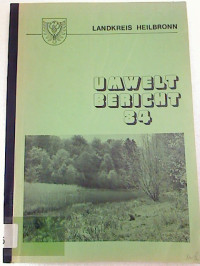 LANDKREIS HEILBRONN
UMWELT
BERICHT
84